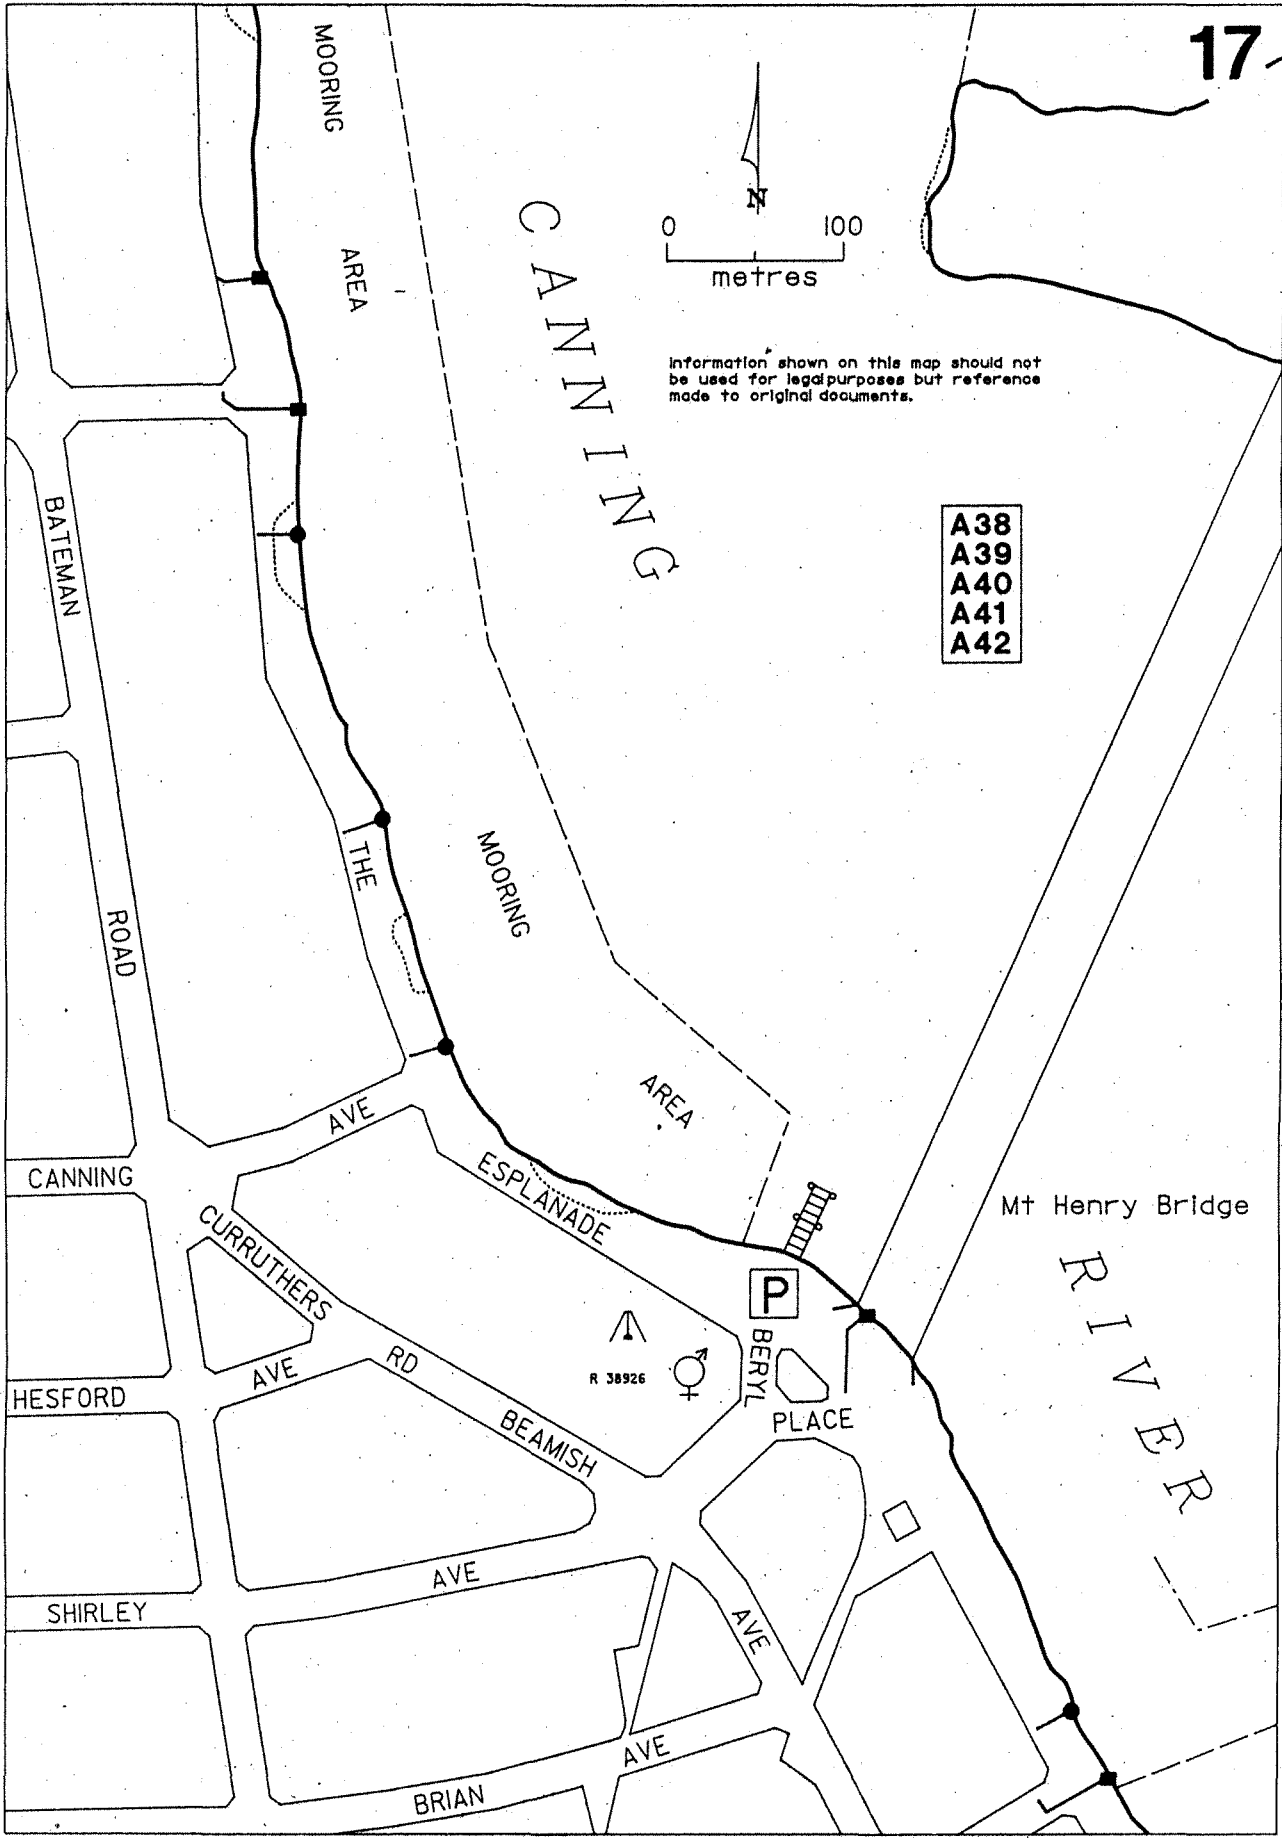 17
MOORING
AREA
N
0 100
metres
CANNING
Information shown on this map should not
be used for legal purposes but reference
made to original documents.
A38
A39
A40
A41
A42
BATEMAN
ROAD
THE
MOORING
AREA
AVE
CANNING
ESPLANADE
Mt Henry Bridge
RIVER
CURRUTHERS
RD
P
BERYL
PLACE
R 38926
HESFORD
AVE
BEAMISH
AVE
SHIRLEY
AVE
AVE
BRIAN